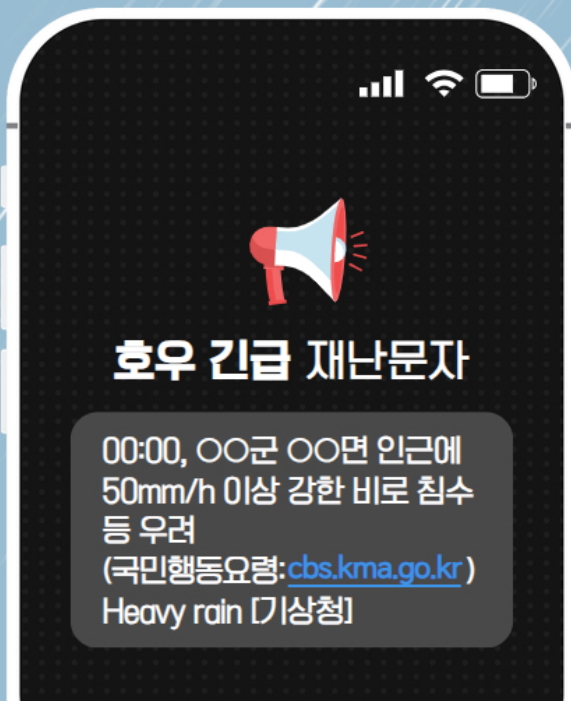 호우 긴급 재난문자
00:00, ○○군 ○○면 인근에
50mm/h 이상 강한 비로 침수
등 우려
(국민행동요령:cbs.kma.go.kr)
Heavy rain [기상청]